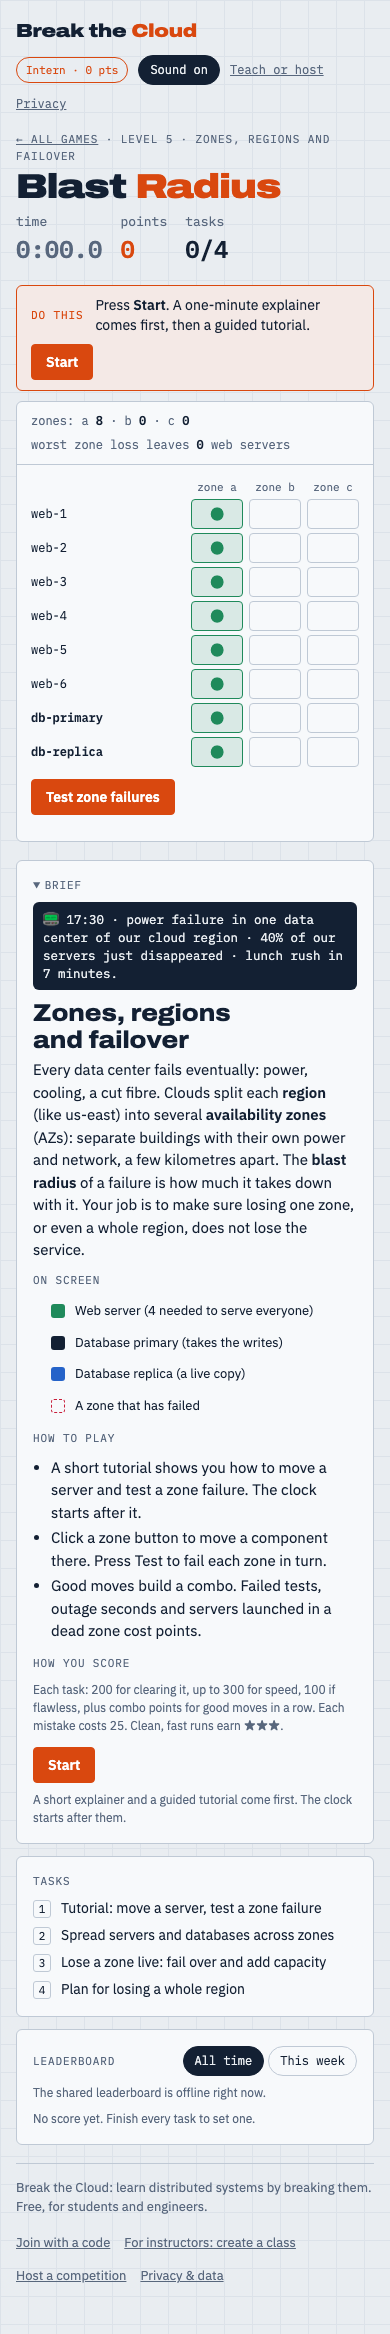 Break the Cloud
Intern · 0 pts
Sound on
Teach or host
Privacy
← ALL GAMES · LEVEL 5 · ZONES, REGIONS AND
FAILOVER
Blast Radius
time points tasks
0:00.0 0 0/4
DO THIS
Press Start. A one-minute explainer
comes first, then a guided tutorial.
Start
zones: a 8 · b 0 · c 0
worst zone loss leaves 0 web servers
zone a zone b zone c
web-1
web-2
web-3
web-4
web-5
web-6
db-primary
db-replica
Test zone failures
▼ BRIEF
17:30 · power failure in one data
center of our cloud region · 40% of our
servers just disappeared · lunch rush in
7 minutes.
Zones, regions
and failover
Every data center fails eventually: power,
cooling, a cut fibre. Clouds split each region
(like us-east) into several availability zones
(AZs): separate buildings with their own power
and network, a few kilometres apart. The blast
radius of a failure is how much it takes down
with it. Your job is to make sure losing one zone,
or even a whole region, does not lose the
service.
ON SCREEN
Web server (4 needed to serve everyone)
Database primary (takes the writes)
Database replica (a live copy)
A zone that has failed
HOW TO PLAY
• A short tutorial shows you how to move a
server and test a zone failure. The clock
starts after it.
• Click a zone button to move a component
there. Press Test to fail each zone in turn.
• Good moves build a combo. Failed tests,
outage seconds and servers launched in a
dead zone cost points.
HOW YOU SCORE
Each task: 200 for clearing it, up to 300 for speed, 100 if
flawless, plus combo points for good moves in a row. Each
mistake costs 25. Clean, fast runs earn ★★★.
Start
A short explainer and a guided tutorial come first. The clock
starts after them.
TASKS
1 Tutorial: move a server, test a zone failure
2 Spread servers and databases across zones
3 Lose a zone live: fail over and add capacity
4 Plan for losing a whole region
LEADERBOARD
All time
This week
The shared leaderboard is offline right now.
No score yet. Finish every task to set one.
Break the Cloud: learn distributed systems by breaking them.
Free, for students and engineers.
Join with a code For instructors: create a class
Host a competition Privacy & data